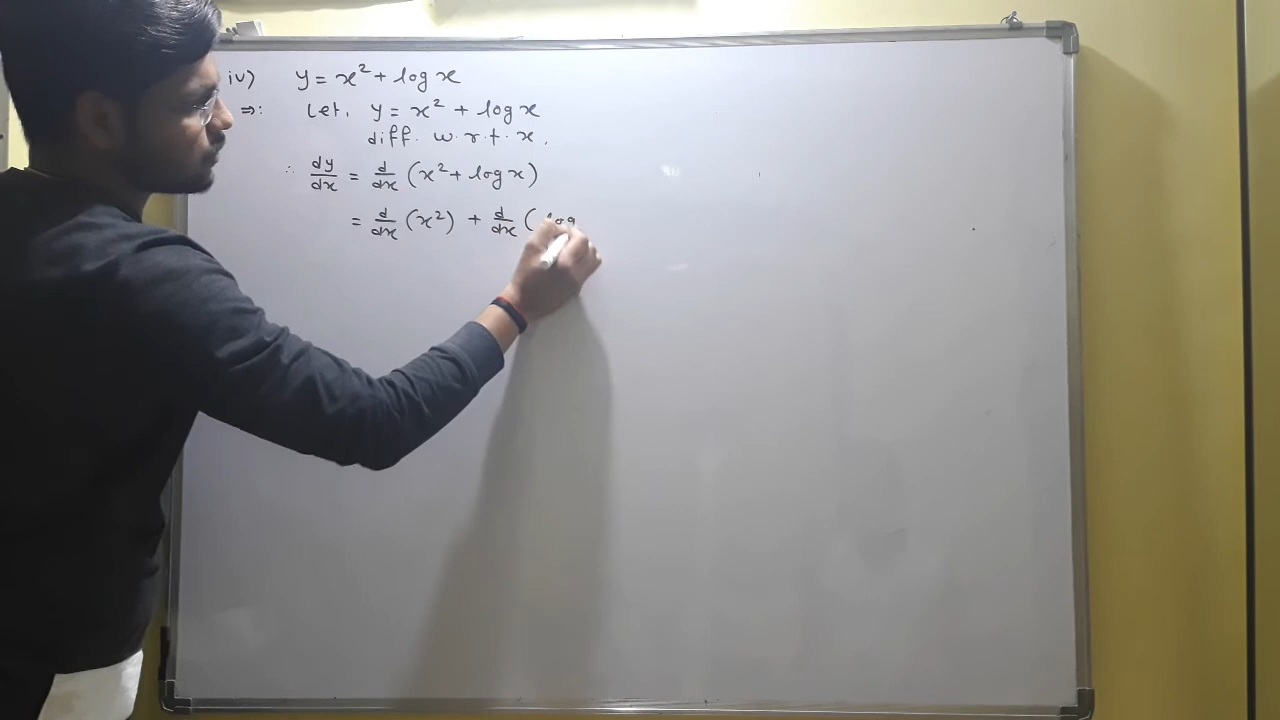 iv) y = x² + log x
⇒: Let, y = x² + log x
diff. w.r.t. x.
∴ dy/dx = d/dx (x² + log x)
= d/dx (x²) + d/dx ( log